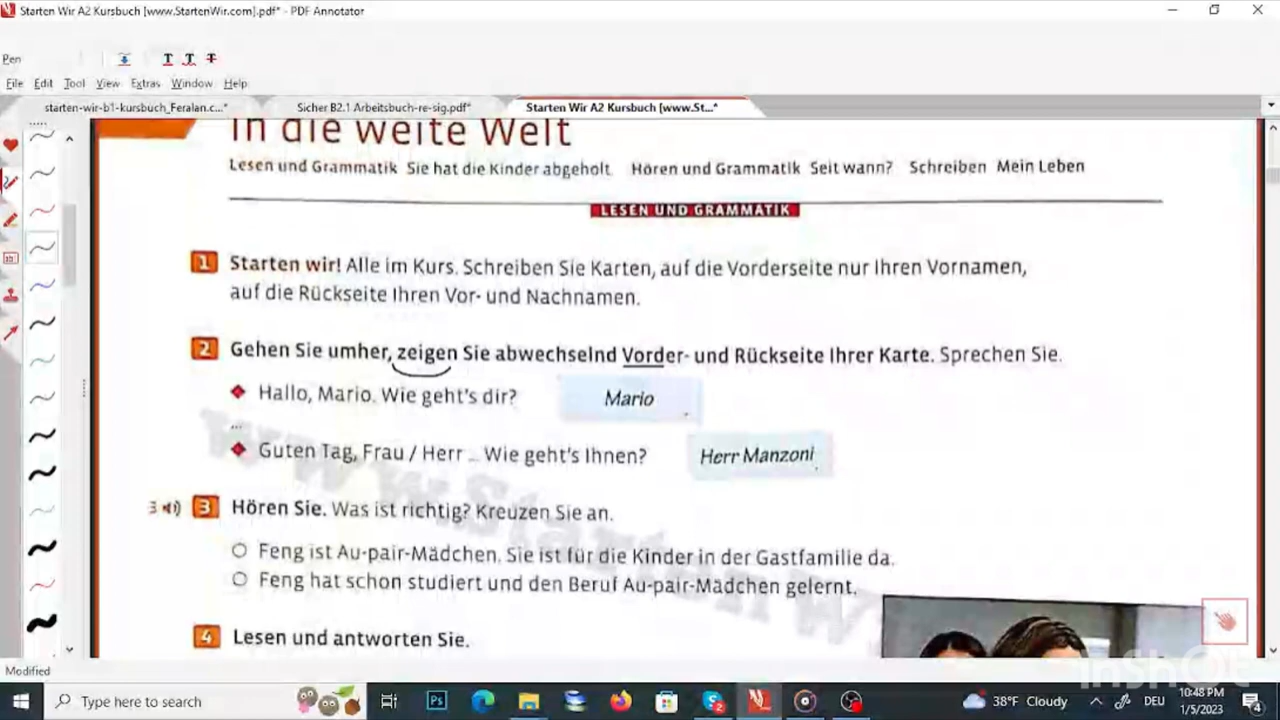 Starten Wir A2 Kursbuch [www.StartenWir.com].pdf* - PDF Annotator
Pen
T T T
File Edit Tool View Extras Window Help
starten-wir-b1-kursbuch_Feralan.c...* Sicher B2.1 Arbeitsbuch-re-sig.pdf* Starten Wir A2 Kursbuch [www.St...*
In die weite Welt
Lesen und Grammatik Sie hat die Kinder abgeholt Hören und Grammatik Seit wann? Schreiben Mein Leben
LESEN UND GRAMMATIK
1 Starten wir! Alle im Kurs. Schreiben Sie Karten, auf die Vorderseite nur Ihren Vornamen,
auf die Rückseite Ihren Vor- und Nachnamen.
2 Gehen Sie umher, zeigen Sie abwechselnd Vorder- und Rückseite Ihrer Karte. Sprechen Sie.
Hallo, Mario. Wie geht's dir? Mario
...
Guten Tag, Frau / Herr ... Wie geht's Ihnen? Herr Manzoni
3 3 Hören Sie. Was ist richtig? Kreuzen Sie an.
Feng ist Au-pair-Mädchen. Sie ist für die Kinder in der Gastfamilie da.
Feng hat schon studiert und den Beruf Au-pair-Mädchen gelernt.
4 Lesen und antworten Sie.
www.Starten W
InShOt
Modified
Type here to search Ps 38°F Cloudy DEU 10:48 PM
1/5/2023